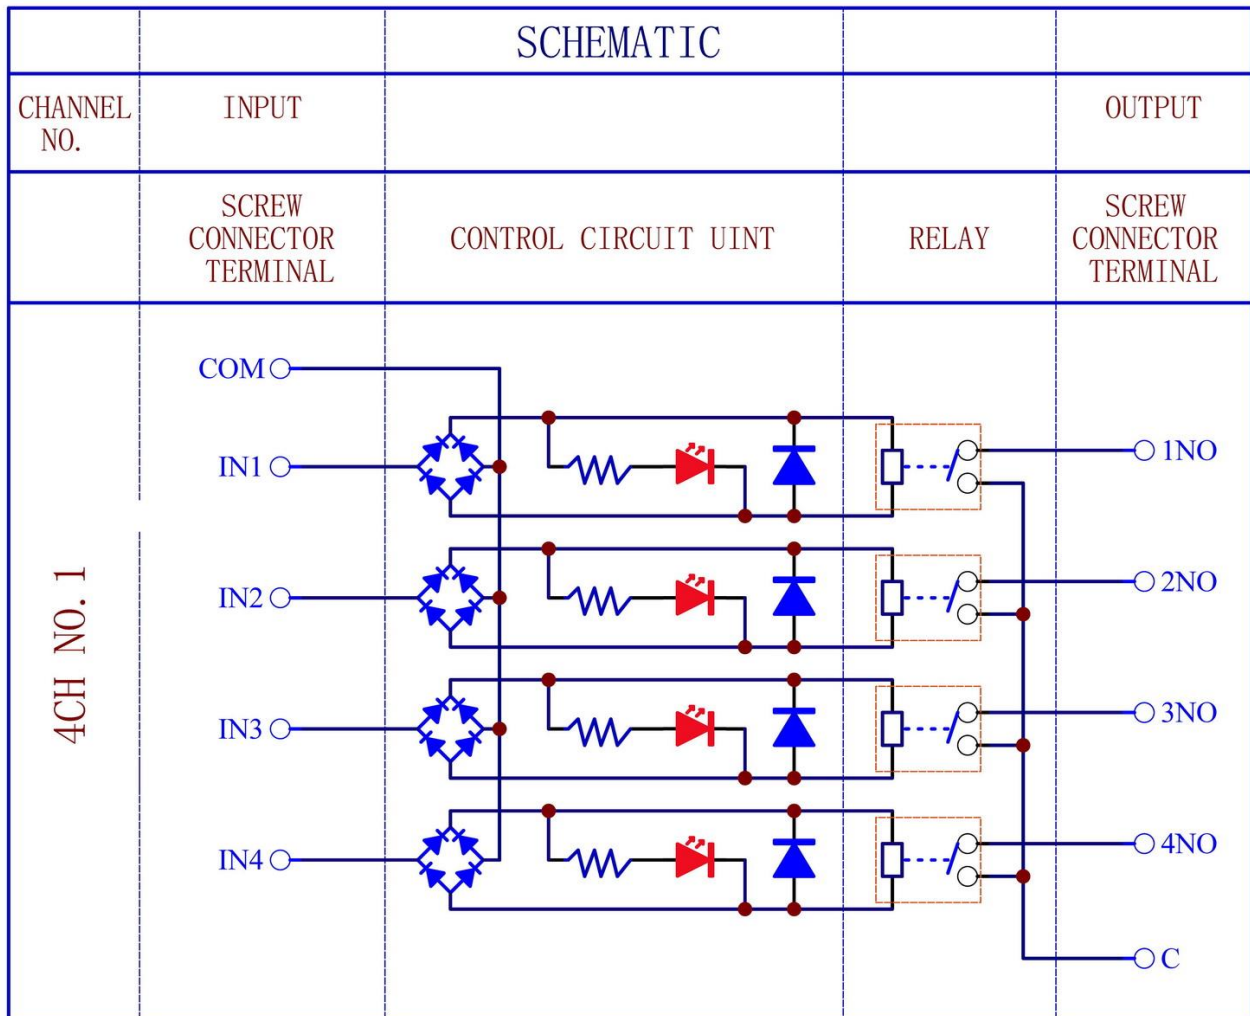 SCHEMATIC
CHANNEL
NO.
INPUT
OUTPUT
SCREW
CONNECTOR
TERMINAL
CONTROL CIRCUIT UINT
RELAY
SCREW
CONNECTOR
TERMINAL
4CH NO.1
COM
IN1
1NO
IN2
2NO
IN3
3NO
IN4
4NO
C